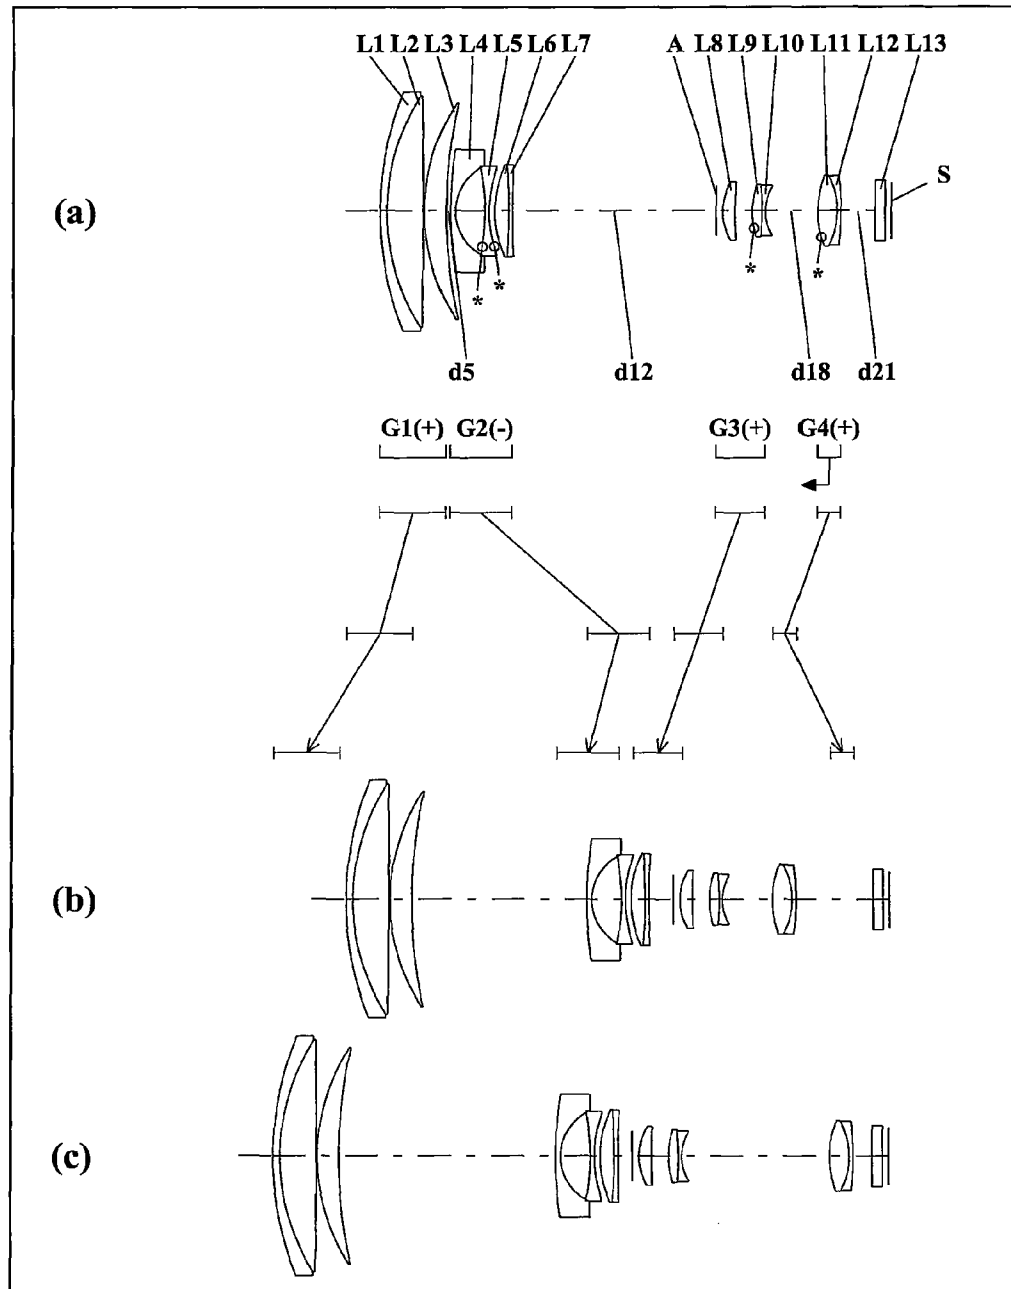 L1 L2 L3 L4 L5 L6 L7 A L8 L9 L10 L11 L12 L13
S
(a)
* * * *
d5 d12 d18 d21
G1(+) G2(-) G3(+) G4(+)
(b)
(c)